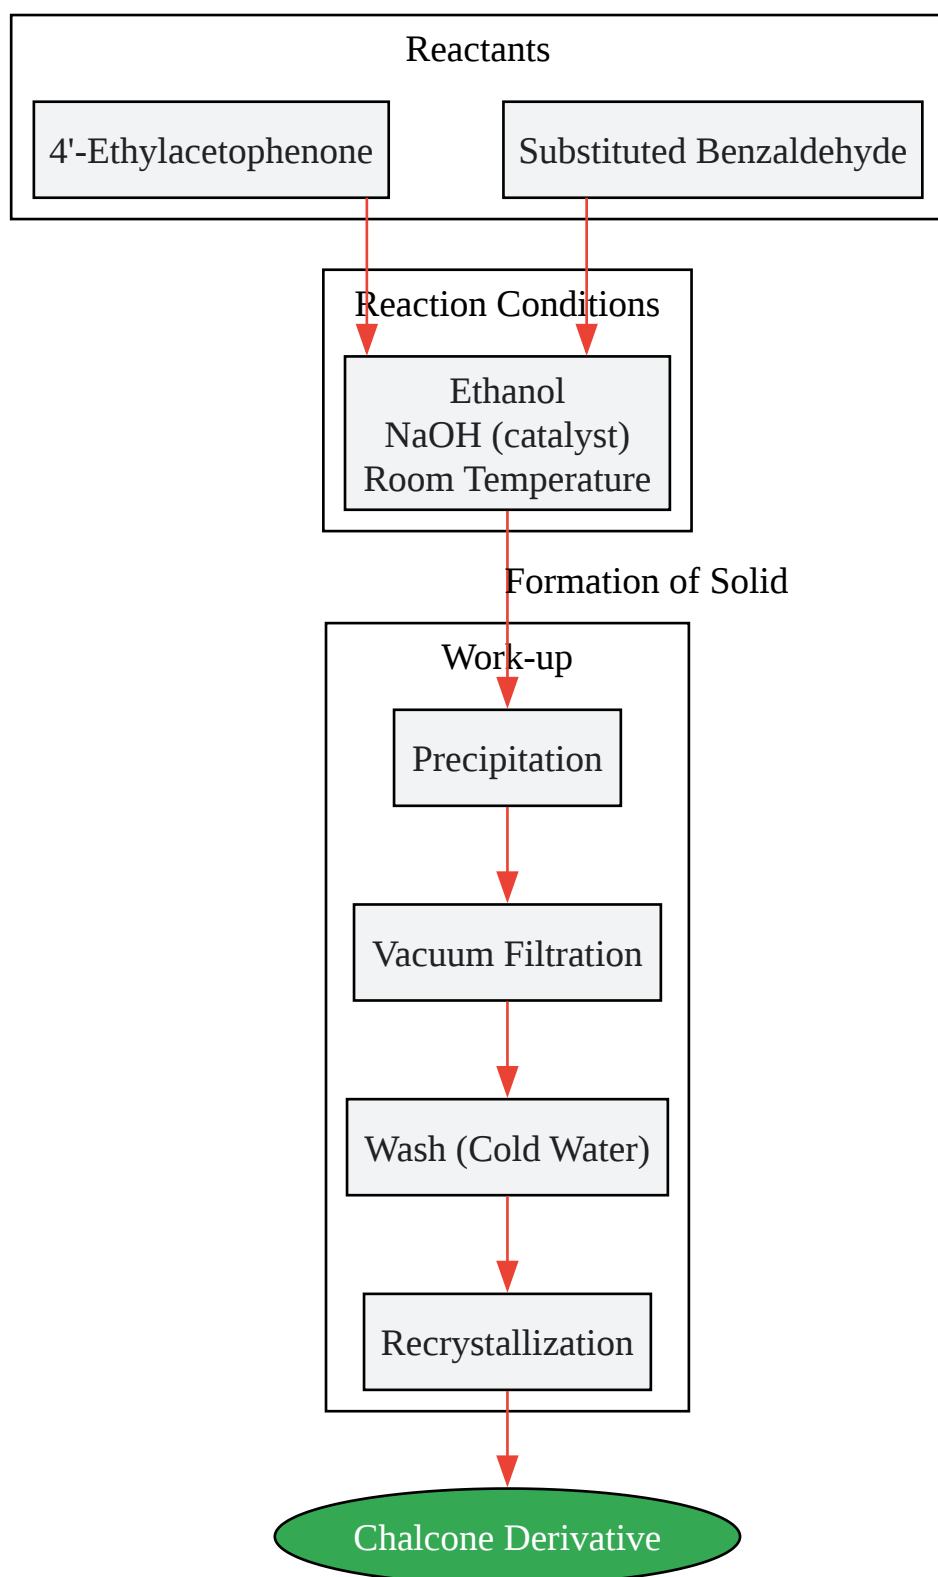 Reactants
4'-Ethylacetophenone
Substituted Benzaldehyde
Reaction Conditions
Ethanol
NaOH (catalyst)
Room Temperature
Formation of Solid
Work-up
Precipitation
Vacuum Filtration
Wash (Cold Water)
Recrystallization
Chalcone Derivative